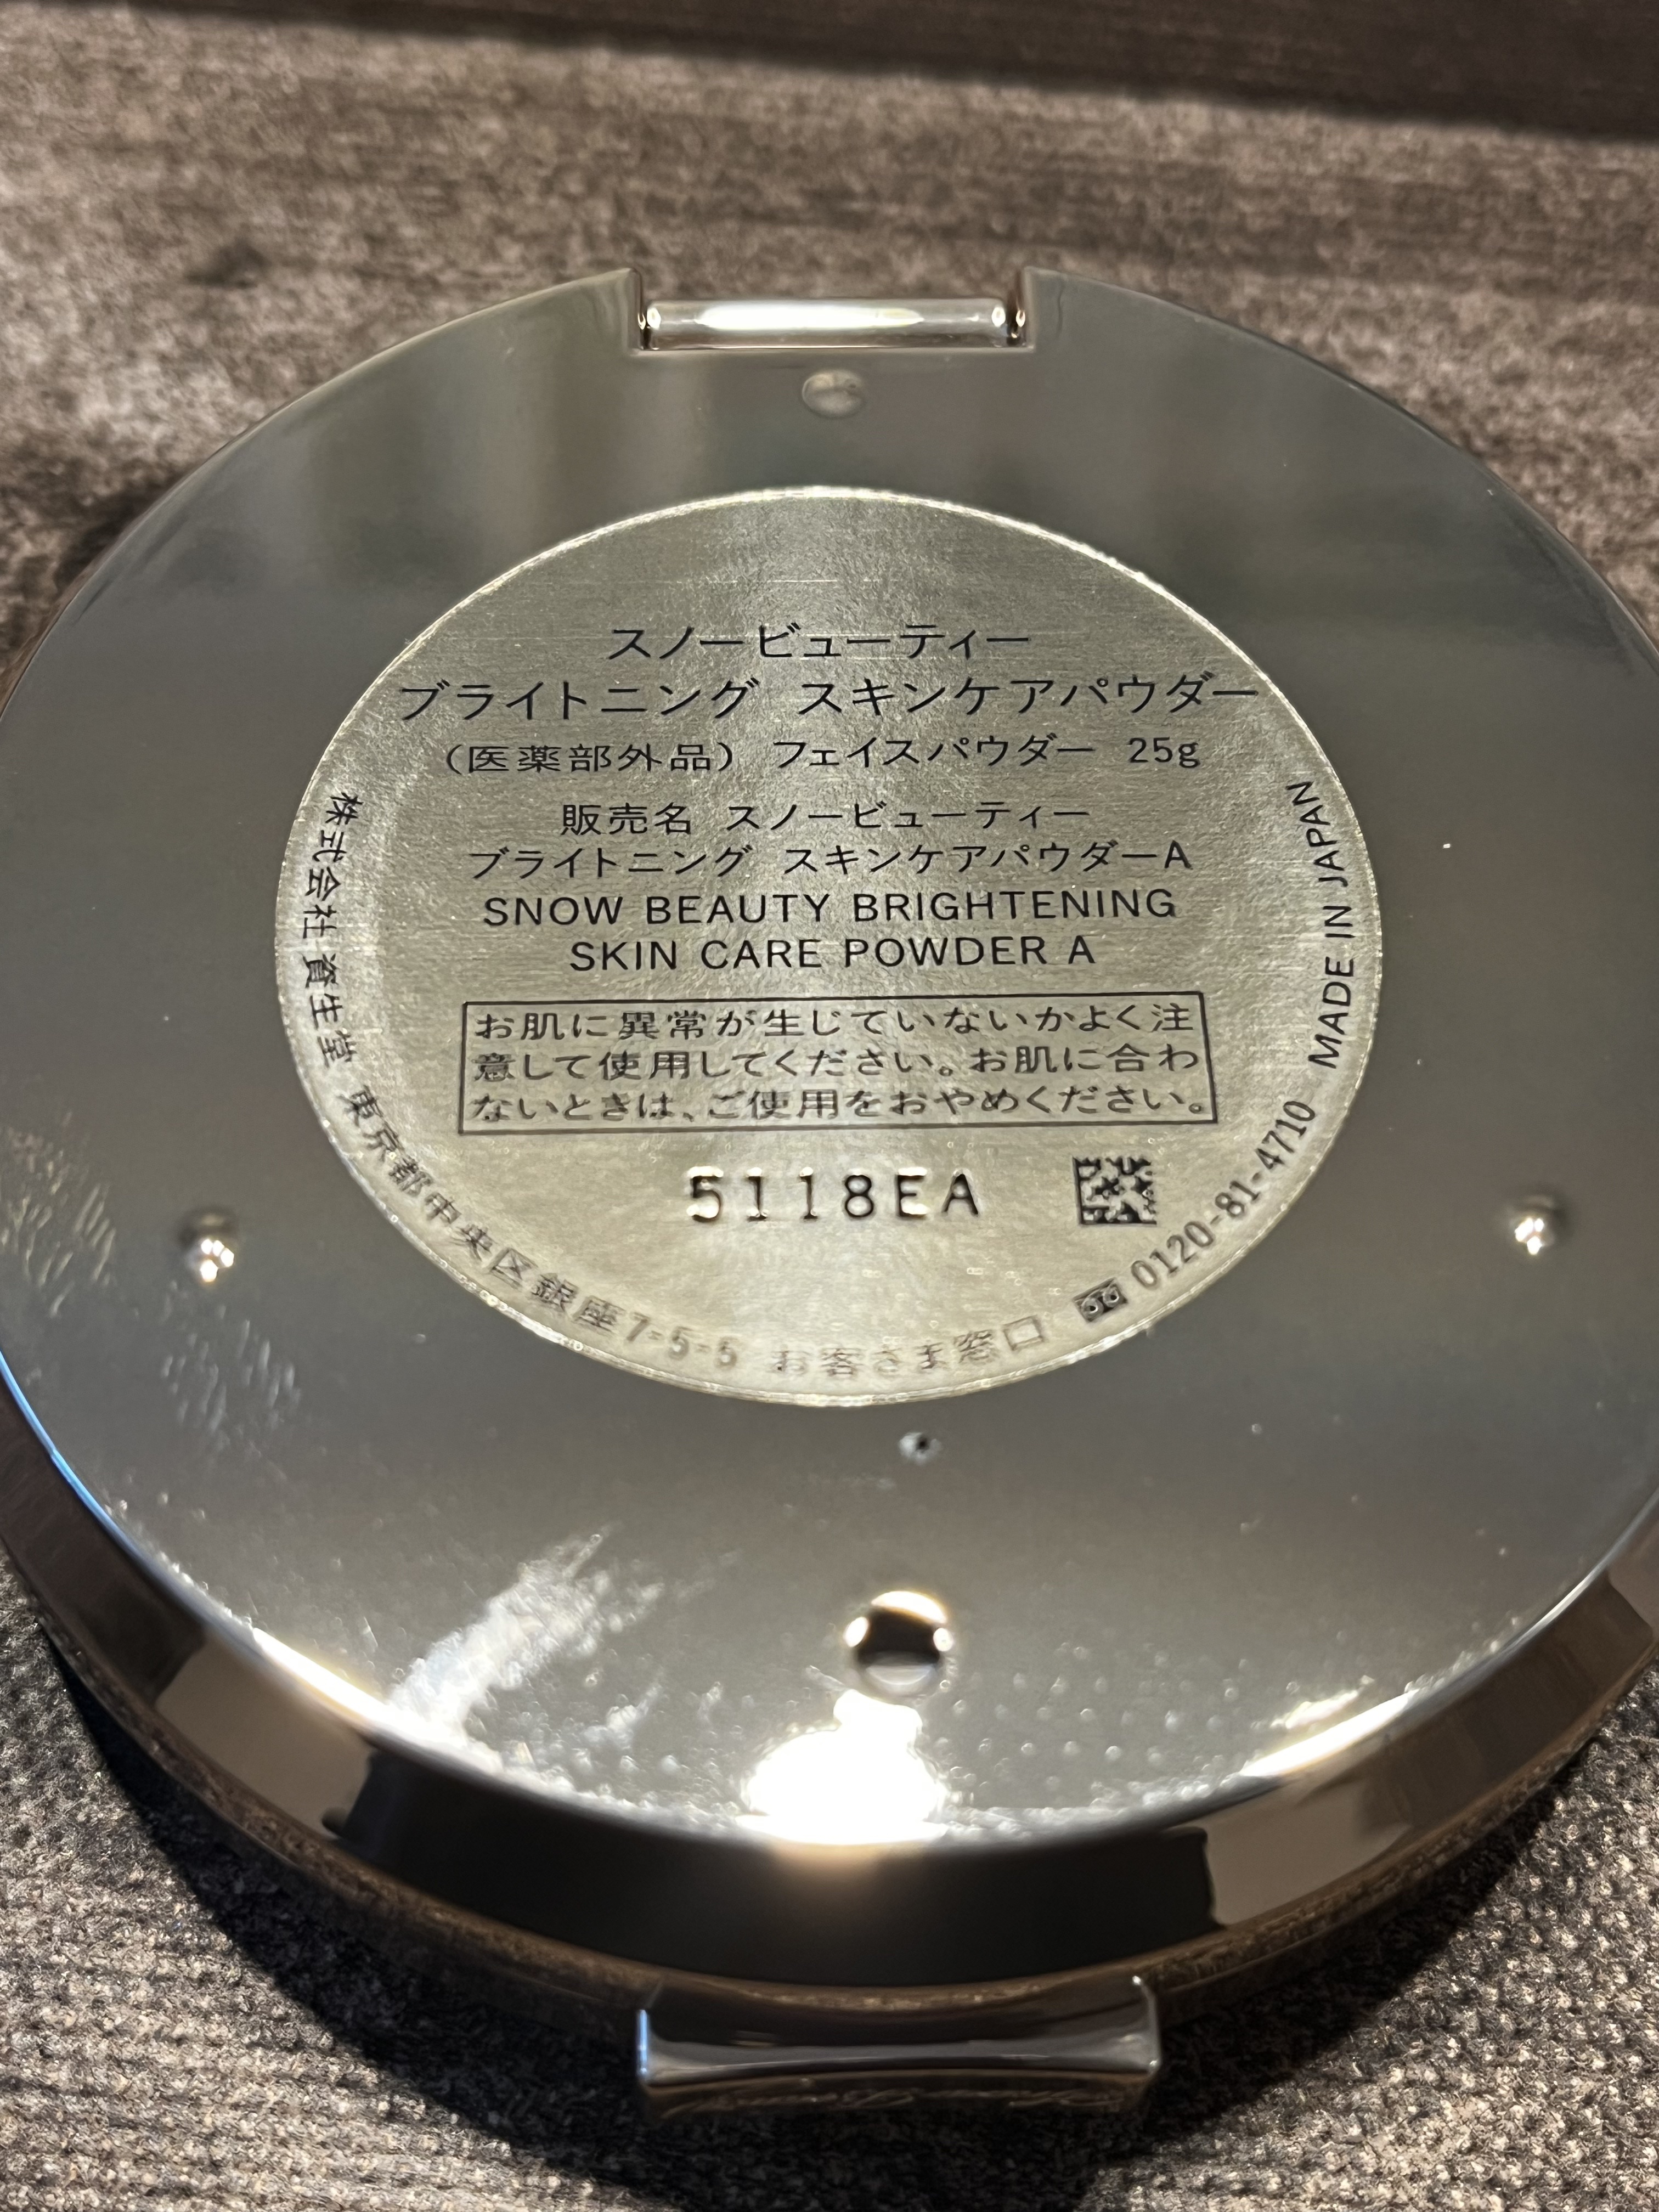 スノービューティー
ブライトニング スキンケアパウダー
（医薬部外品） フェイスパウダー 25g
販売名 スノービューティー
ブライトニング スキンケアパウダーA
SNOW BEAUTY BRIGHTENING
SKIN CARE POWDER A
お肌に異常が生じていないかよく注
意して使用してください。お肌に合わ
ないときは、ご使用をおやめください。
5118EA
株式会社 資生堂 東京都中央区銀座7-5-5 お客さま窓口 0120-81-4710 MADE IN JAPAN